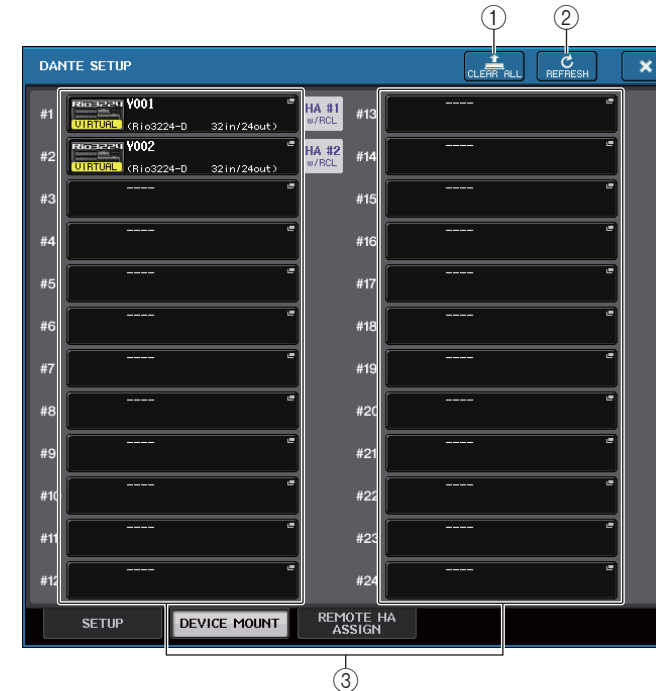 ① ②
DANTE SETUP CLEAR ALL REFRESH ×
#1 Rio3224 Y001 VIRTUAL (Rio3224-D 32in/24out) HA #1 w/RCL #13 ----
#2 Rio3224 Y002 VIRTUAL (Rio3224-D 32in/24out) HA #2 w/RCL #14 ----
#3 ---- #15 ----
#4 ---- #16 ----
#5 ---- #17 ----
#6 ---- #18 ----
#7 ---- #19 ----
#8 ---- #20 ----
#9 ---- #21 ----
#10 ---- #22 ----
#11 ---- #23 ----
#12 ---- #24 ----
SETUP DEVICE MOUNT REMOTE HA ASSIGN
③